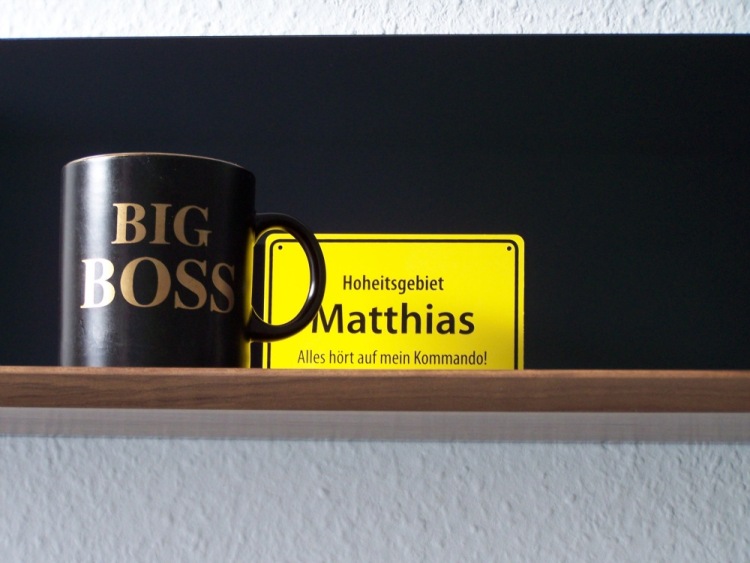 BIG
BOSS
Hoheitsgebiet
Matthias
Alles hört auf mein Kommando!